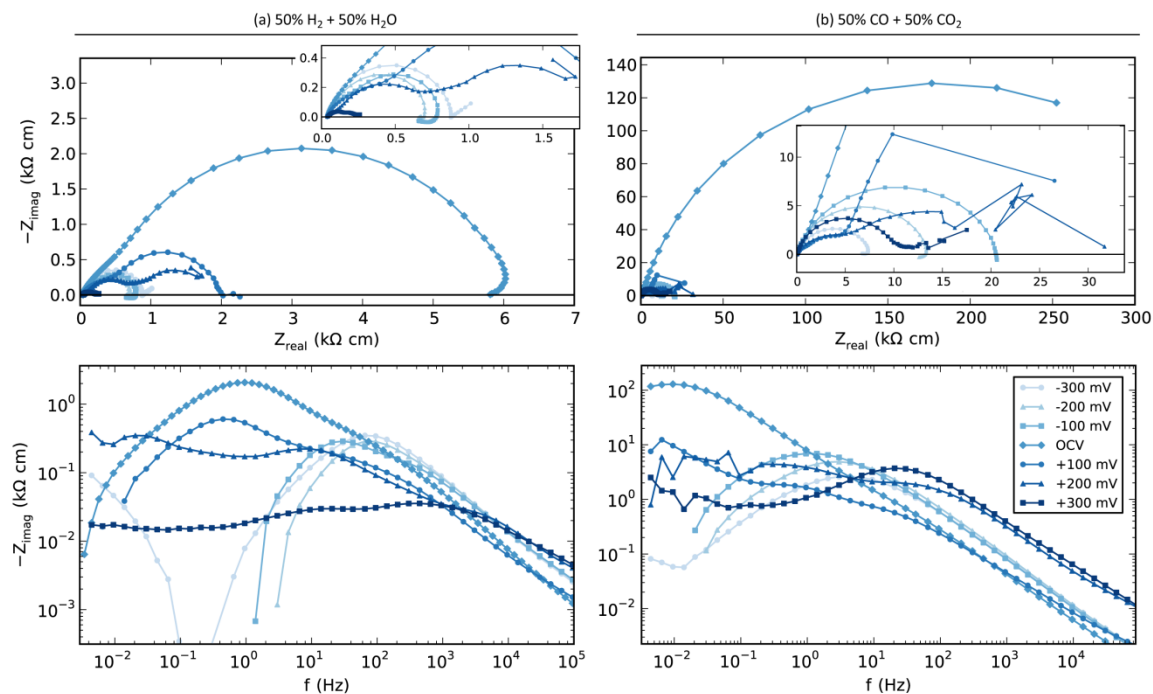 (a) 50% H₂ + 50% H₂O
(b) 50% CO + 50% CO₂
−Z_imag (kΩ cm)
3.0
2.5
2.0
1.5
1.0
0.5
0.0
0 1 2 3 4 5 6 7
Z_real (kΩ cm)
0.4
0.2
0.0
0.0 0.5 1.0 1.5
140
120
100
80
60
40
20
0
0 50 100 150 200 250 300
Z_real (kΩ cm)
10
5
0
0 5 10 15 20 25 30
−Z_imag (kΩ cm)
10⁰
10⁻¹
10⁻²
10⁻³
10⁻² 10⁻¹ 10⁰ 10¹ 10² 10³ 10⁴ 10⁵
f (Hz)
10²
10¹
10⁰
10⁻¹
10⁻²
10⁻² 10⁻¹ 10⁰ 10¹ 10² 10³ 10⁴
f (Hz)
-300 mV
-200 mV
-100 mV
OCV
+100 mV
+200 mV
+300 mV